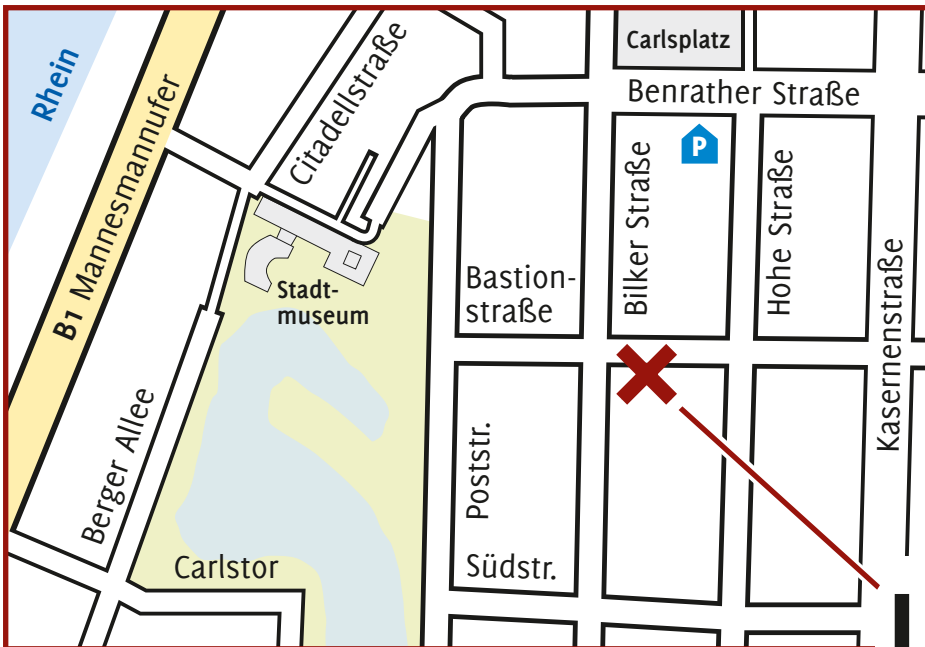 Rhein
B1 Mannesmannufer
Citadellstraße
Carlsplatz
Benrather Straße
P
Bilker Straße
Hohe Straße
Kasernenstraße
Bastion-
straße
Stadt-
museum
Berger Allee
Poststr.
Carlstor
Südstr.